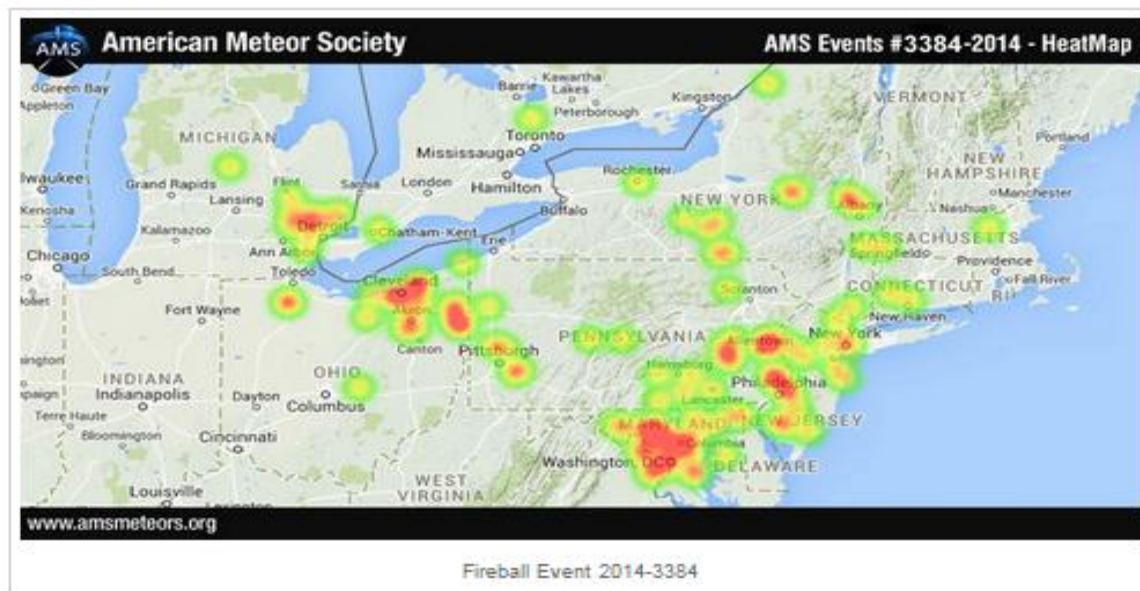 AMS
American Meteor Society
AMS Events #3384-2014 - HeatMap
Green Bay
Appleton
Barrie
Kawartha
Lakes
Peterborough
Kingston
VERMONT
MICHIGAN
Toronto
Portland
Mississauga
NEW
HAMPSHIRE
lwaukee
Grand Rapids
Flint
Sarnia
London
Hamilton
Rochester
Manchester
Kenosha
Lansing
Buffalo
NEW YORK
Albany
Nashua
Kalamazoo
Detroit
Chatham-Kent
Ann Arbor
Erie
MASSACHUSETTS
Springfield
Chicago
South Bend
Toledo
Providence
Fall River
Joliet
Cleveland
Scranton
CONNECTICUT
RI
Fort Wayne
Akron
New Haven
Canton
Pittsburgh
PENNSYLVANIA
Allentown
New York
ington
INDIANA
OHIO
Harrisburg
Philadelphia
paign
Indianapolis
Dayton
Columbus
Lancaster
Terre Haute
MARYLAND
NEW JERSEY
Bloomington
Cincinnati
Columbia
Washington, DC
DELAWARE
WEST
VIRGINIA
Louisville
Lexington
www.amsmeteors.org
Fireball Event 2014-3384